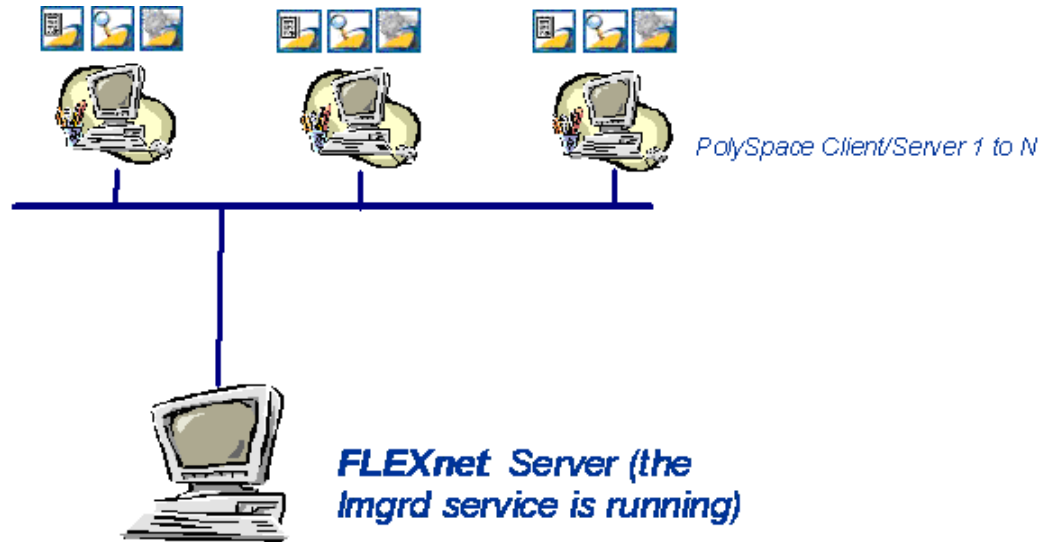 PolySpace Client/Server 1 to N
FLEXnet Server (the
lmgrd service is running)